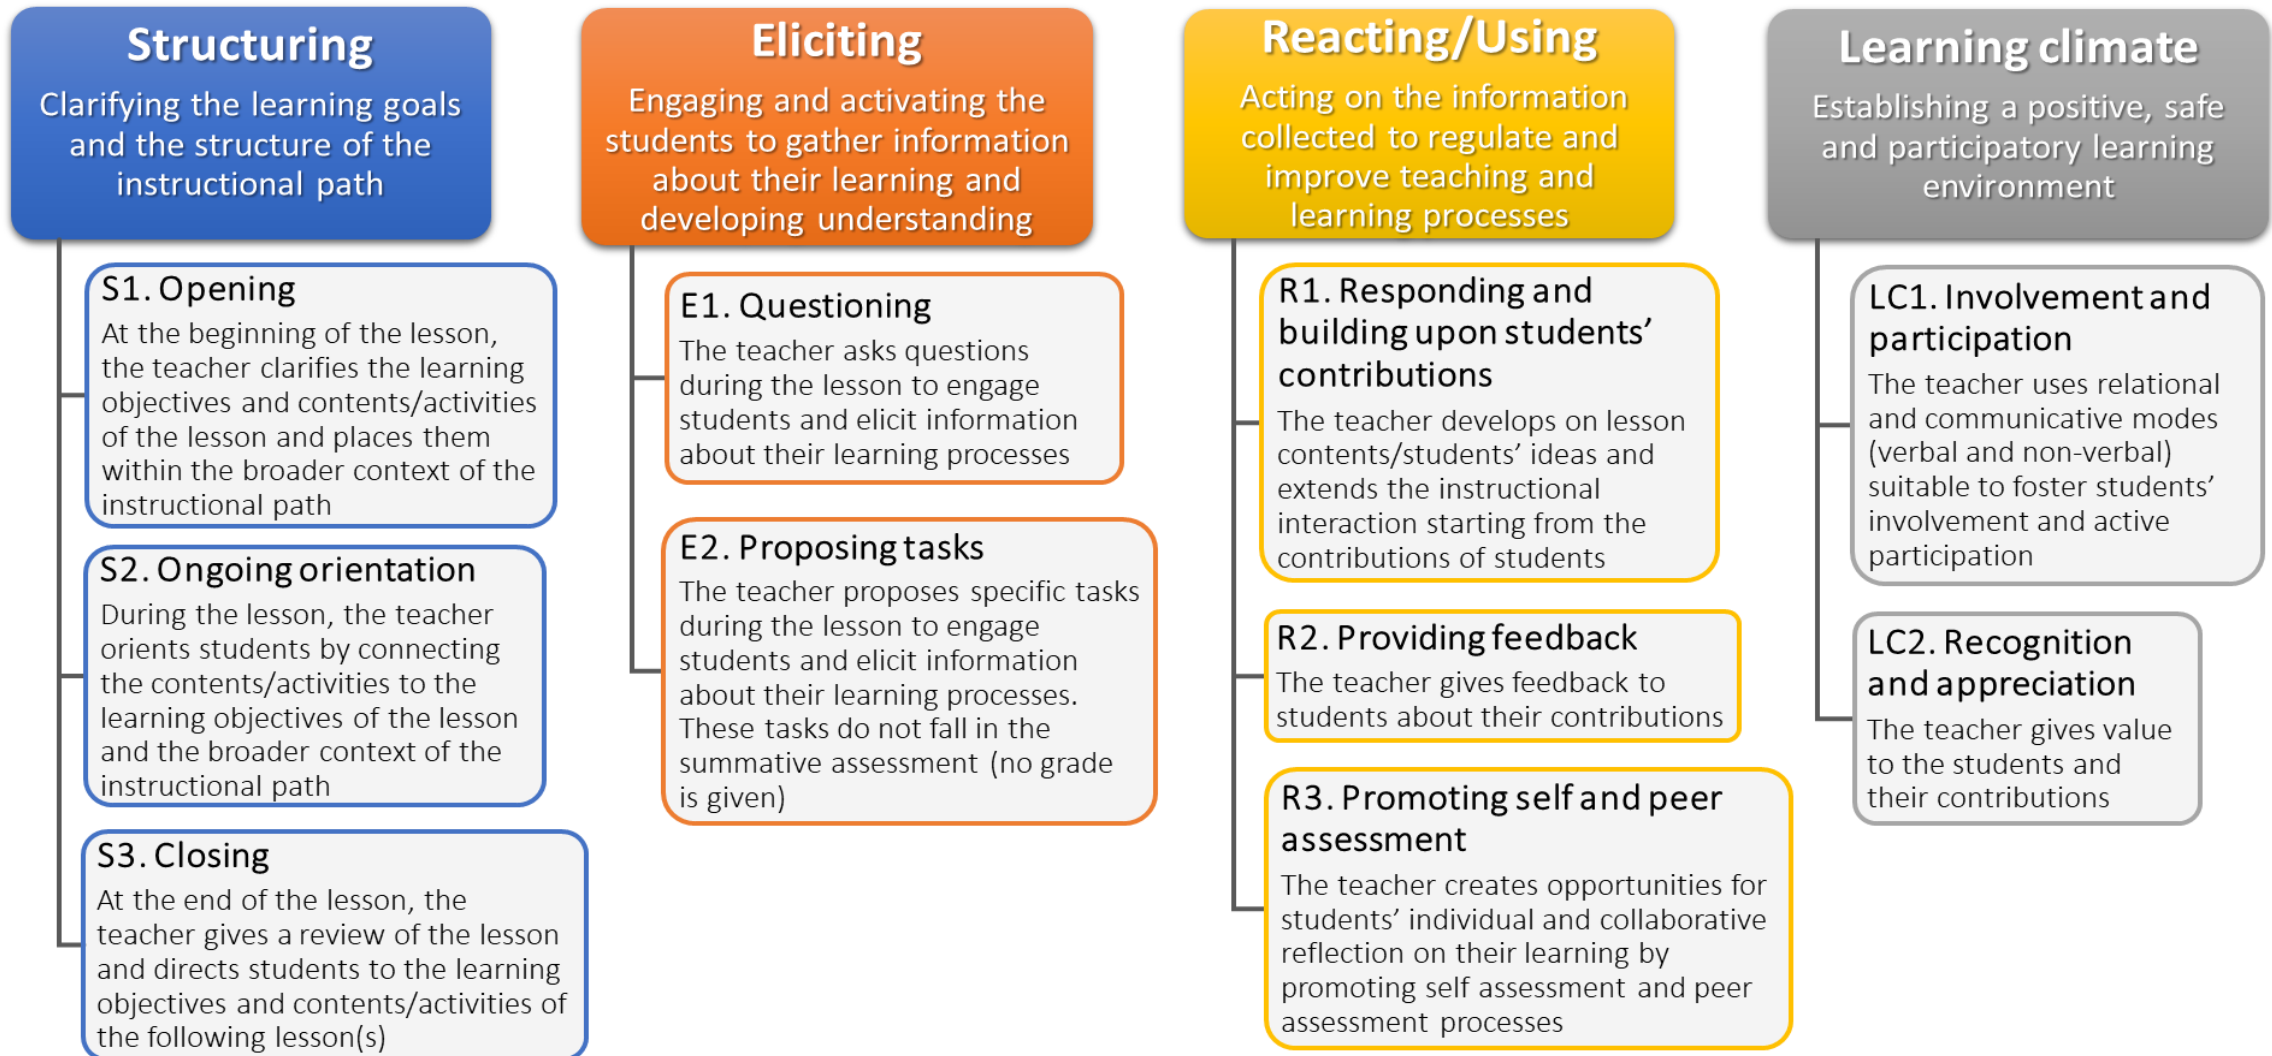 Structuring
Clarifying the learning goals
and the structure of the
instructional path
S1. Opening
At the beginning of the lesson,
the teacher clarifies the learning
objectives and contents/activities
of the lesson and places them
within the broader context of the
instructional path
S2. Ongoing orientation
During the lesson, the teacher
orients students by connecting
the contents/activities to the
learning objectives of the lesson
and the broader context of the
instructional path
S3. Closing
At the end of the lesson, the
teacher gives a review of the lesson
and directs students to the learning
objectives and contents/activities of
the following lesson(s)
Eliciting
Engaging and activating the
students to gather information
about their learning and
developing understanding
E1. Questioning
The teacher asks questions
during the lesson to engage
students and elicit information
about their learning processes
E2. Proposing tasks
The teacher proposes specific tasks
during the lesson to engage
students and elicit information
about their learning processes.
These tasks do not fall in the
summative assessment (no grade
is given)
Reacting/Using
Acting on the information
collected to regulate and
improve teaching and
learning processes
R1. Responding and
building upon students’
contributions
The teacher develops on lesson
contents/students’ ideas and
extends the instructional
interaction starting from the
contributions of students
R2. Providing feedback
The teacher gives feedback to
students about their contributions
R3. Promoting self and peer
assessment
The teacher creates opportunities for
students’ individual and collaborative
reflection on their learning by
promoting self assessment and peer
assessment processes
Learning climate
Establishing a positive, safe
and participatory learning
environment
LC1. Involvement and
participation
The teacher uses relational
and communicative modes
(verbal and non-verbal)
suitable to foster students’
involvement and active
participation
LC2. Recognition
and appreciation
The teacher gives value
to the students and
their contributions